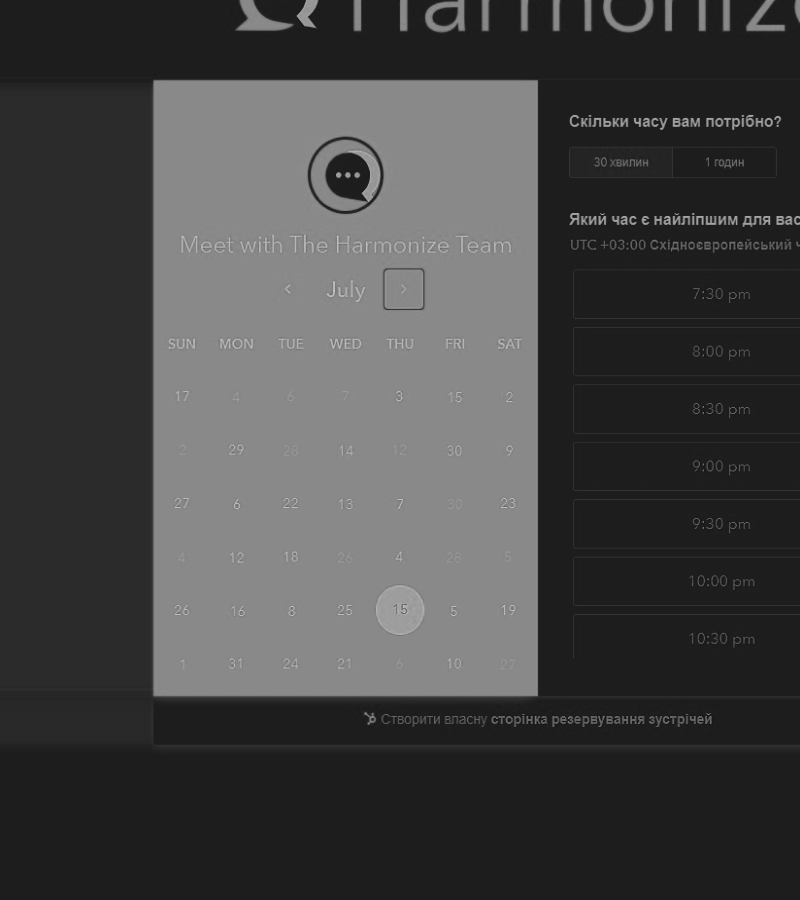 Harmonize
Meet with The Harmonize Team
July
SUN MON TUE WED THU FRI SAT
17 4 6 7 3 15 2
2 29 28 14 12 30 9
27 6 22 13 7 30 23
4 12 18 26 4 28 5
26 16 8 25 15 5 19
1 31 24 21 6 10 27
Скільки часу вам потрібно?
30 хвилин 1 годин
Який час є найліпшим для вас
UTC +03:00 Східноєвропейський ч
7:30 pm
8:00 pm
8:30 pm
9:00 pm
9:30 pm
10:00 pm
10:30 pm
Створити власну сторінка резервування зустрічей